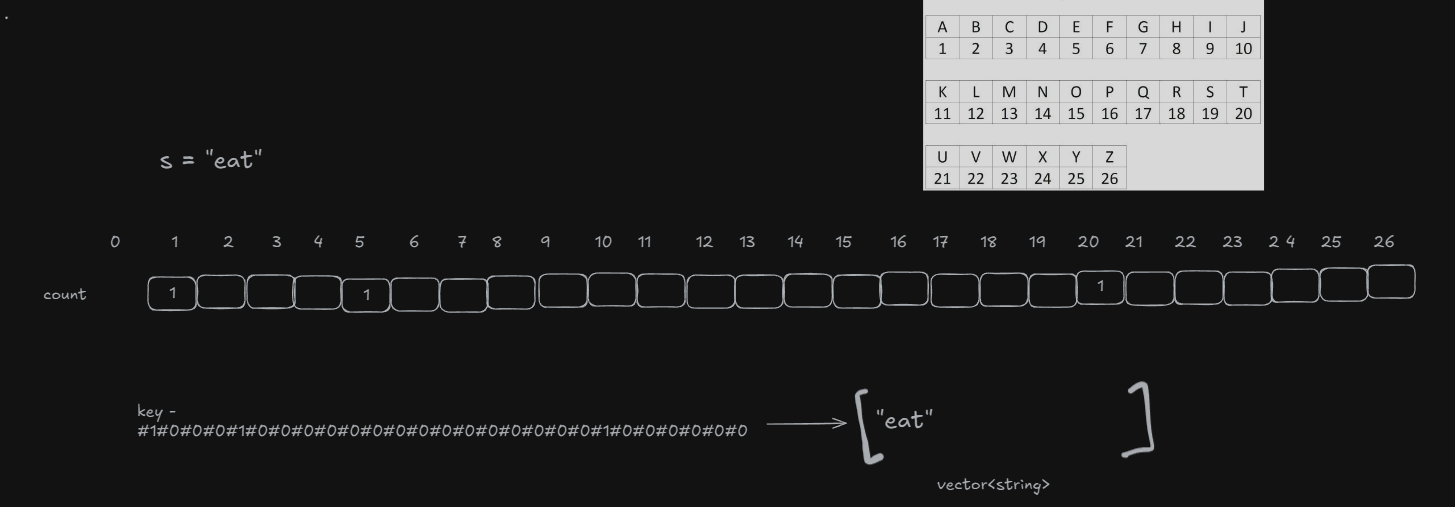 A B C D E F G H I J
1 2 3 4 5 6 7 8 9 10
K L M N O P Q R S T
11 12 13 14 15 16 17 18 19 20
U V W X Y Z
21 22 23 24 25 26
s = "eat"
0 1 2 3 4 5 6 7 8 9 10 11 12 13 14 15 16 17 18 19 20 21 22 23 2 4 25 26
count 1 1 1
key -
#1#0#0#0#1#0#0#0#0#0#0#0#0#0#0#0#0#0#0#1#0#0#0#0#0#0
"eat"
vector<string>